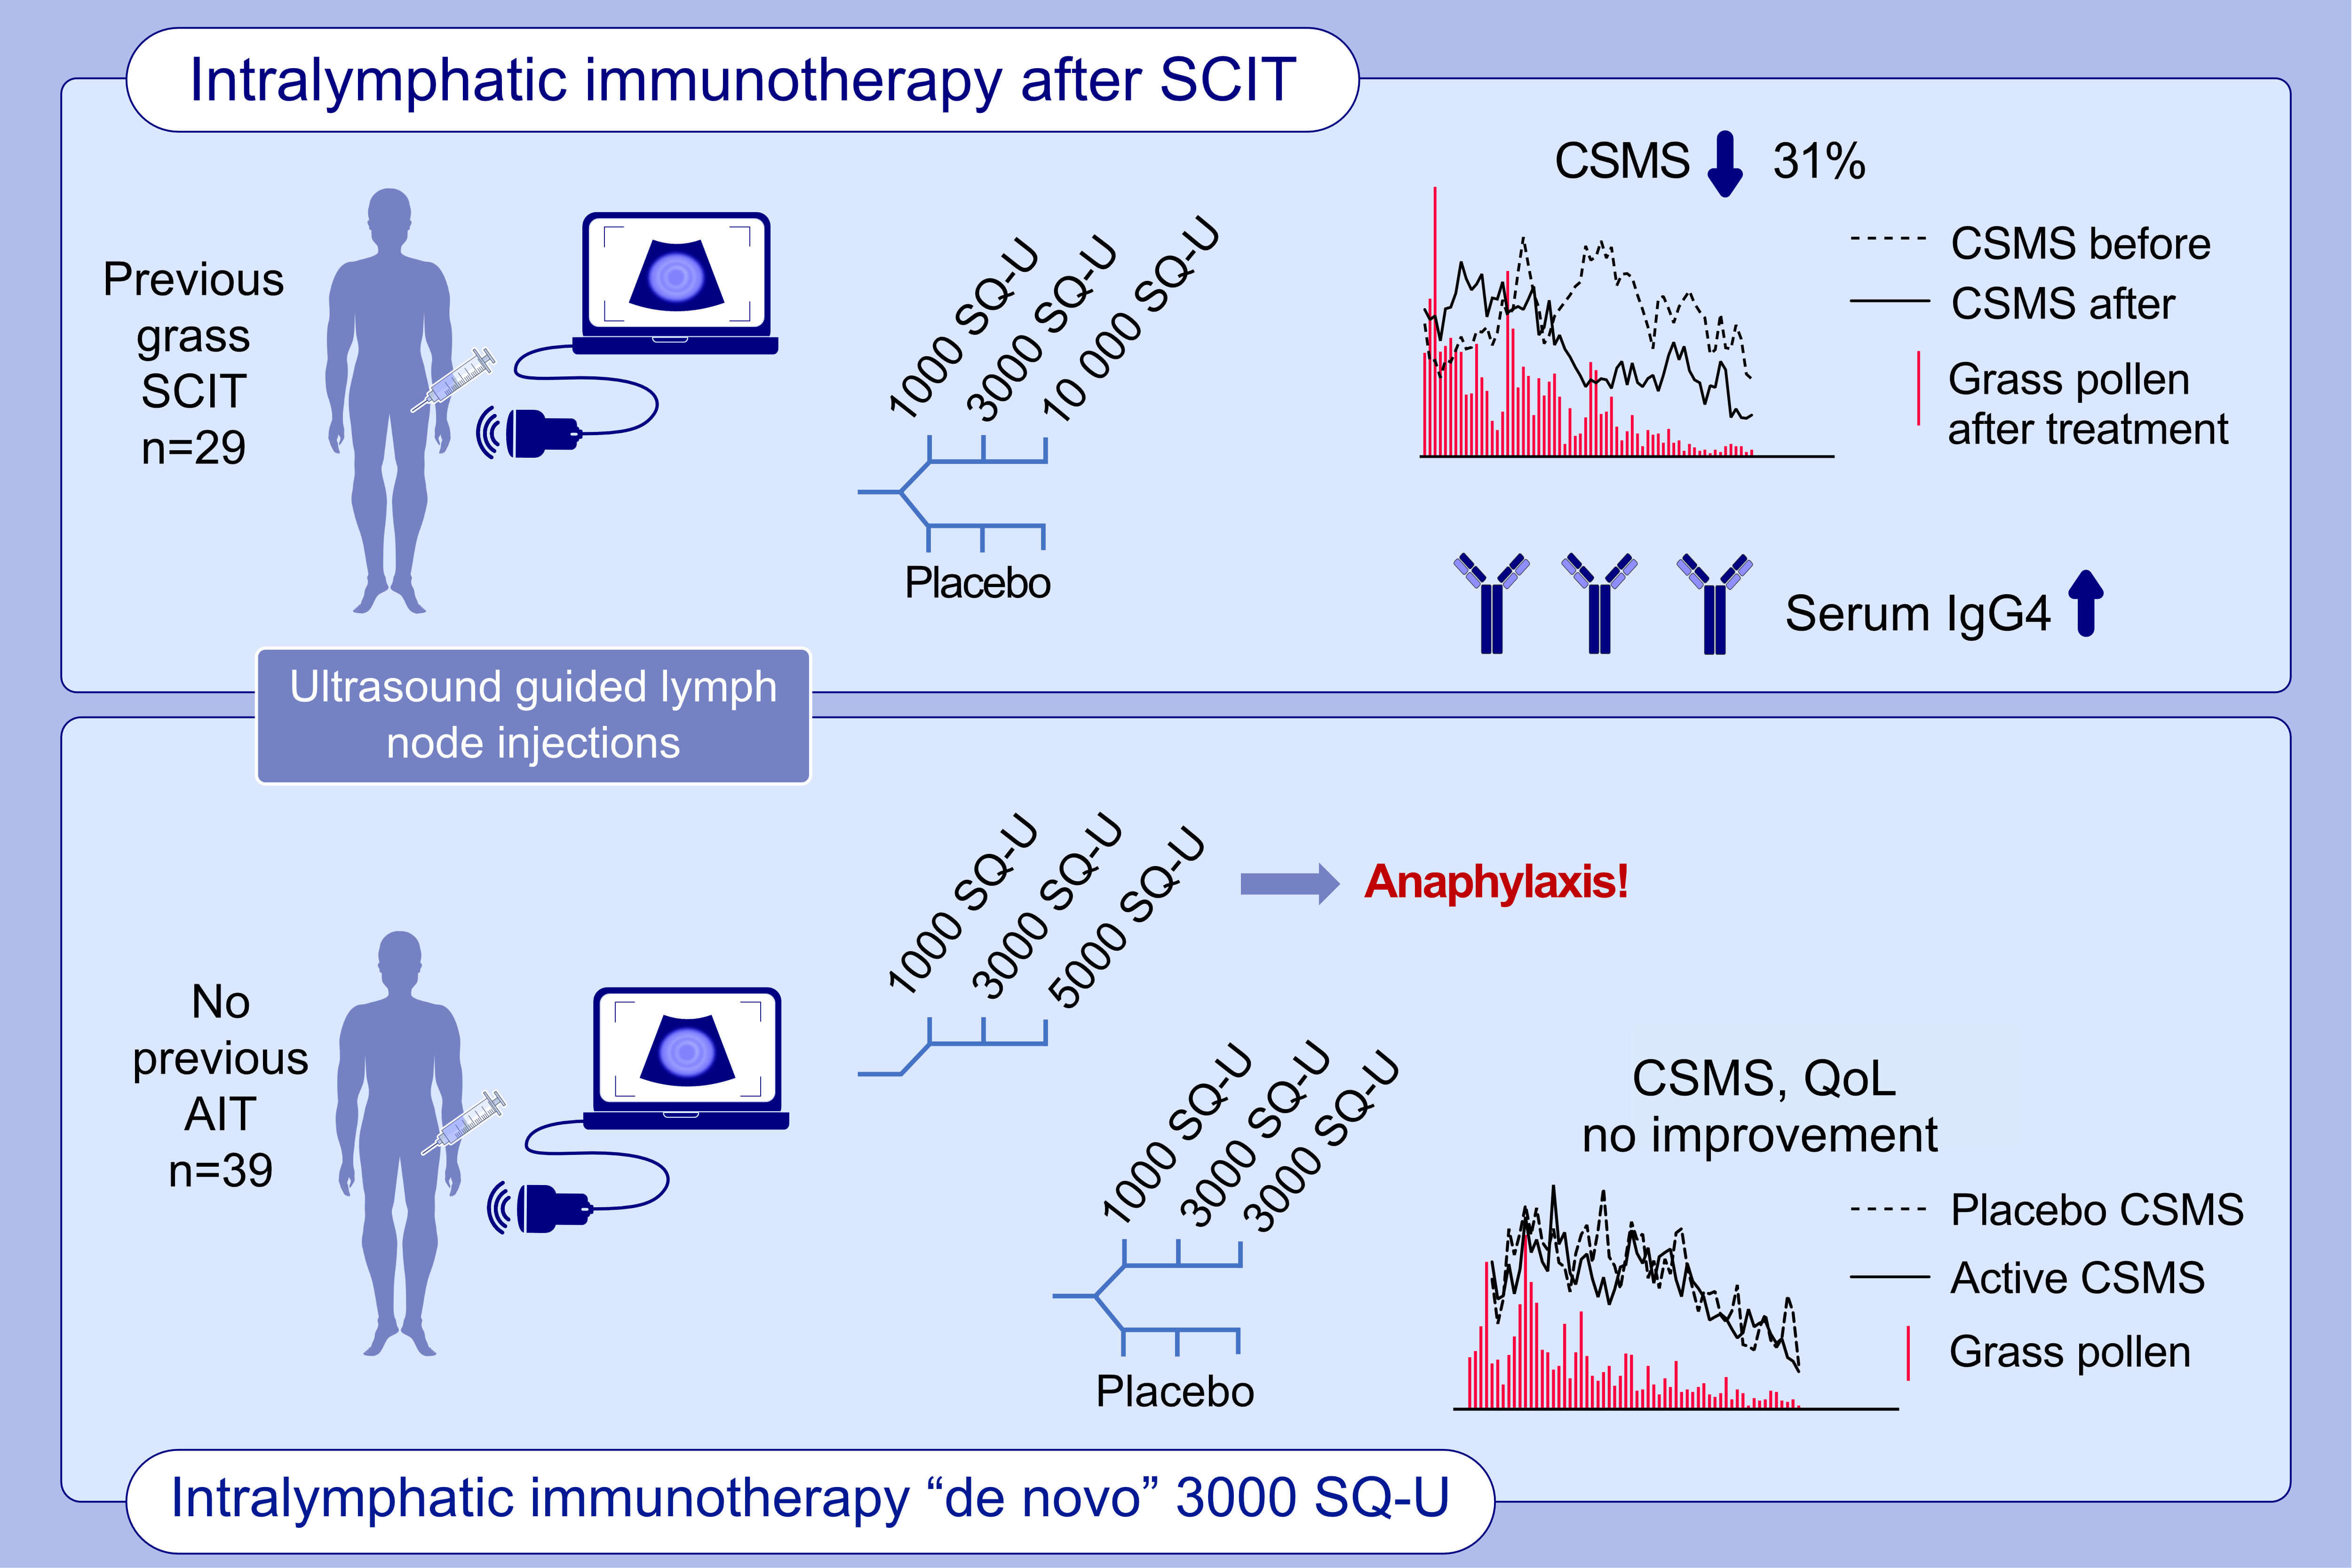 Intralymphatic immunotherapy after SCIT
Previous
grass
SCIT
n=29
1000 SQ-U
3000 SQ-U
10 000 SQ-U
Placebo
CSMS 31%
CSMS before
CSMS after
Grass pollen
after treatment
Serum IgG4
Ultrasound guided lymph
node injections
No
previous
AIT
n=39
1000 SQ-U
3000 SQ-U
5000 SQ-U
Anaphylaxis!
1000 SQ-U
3000 SQ-U
3000 SQ-U
Placebo
CSMS, QoL
no improvement
Placebo CSMS
Active CSMS
Grass pollen
Intralymphatic immunotherapy “de novo” 3000 SQ-U